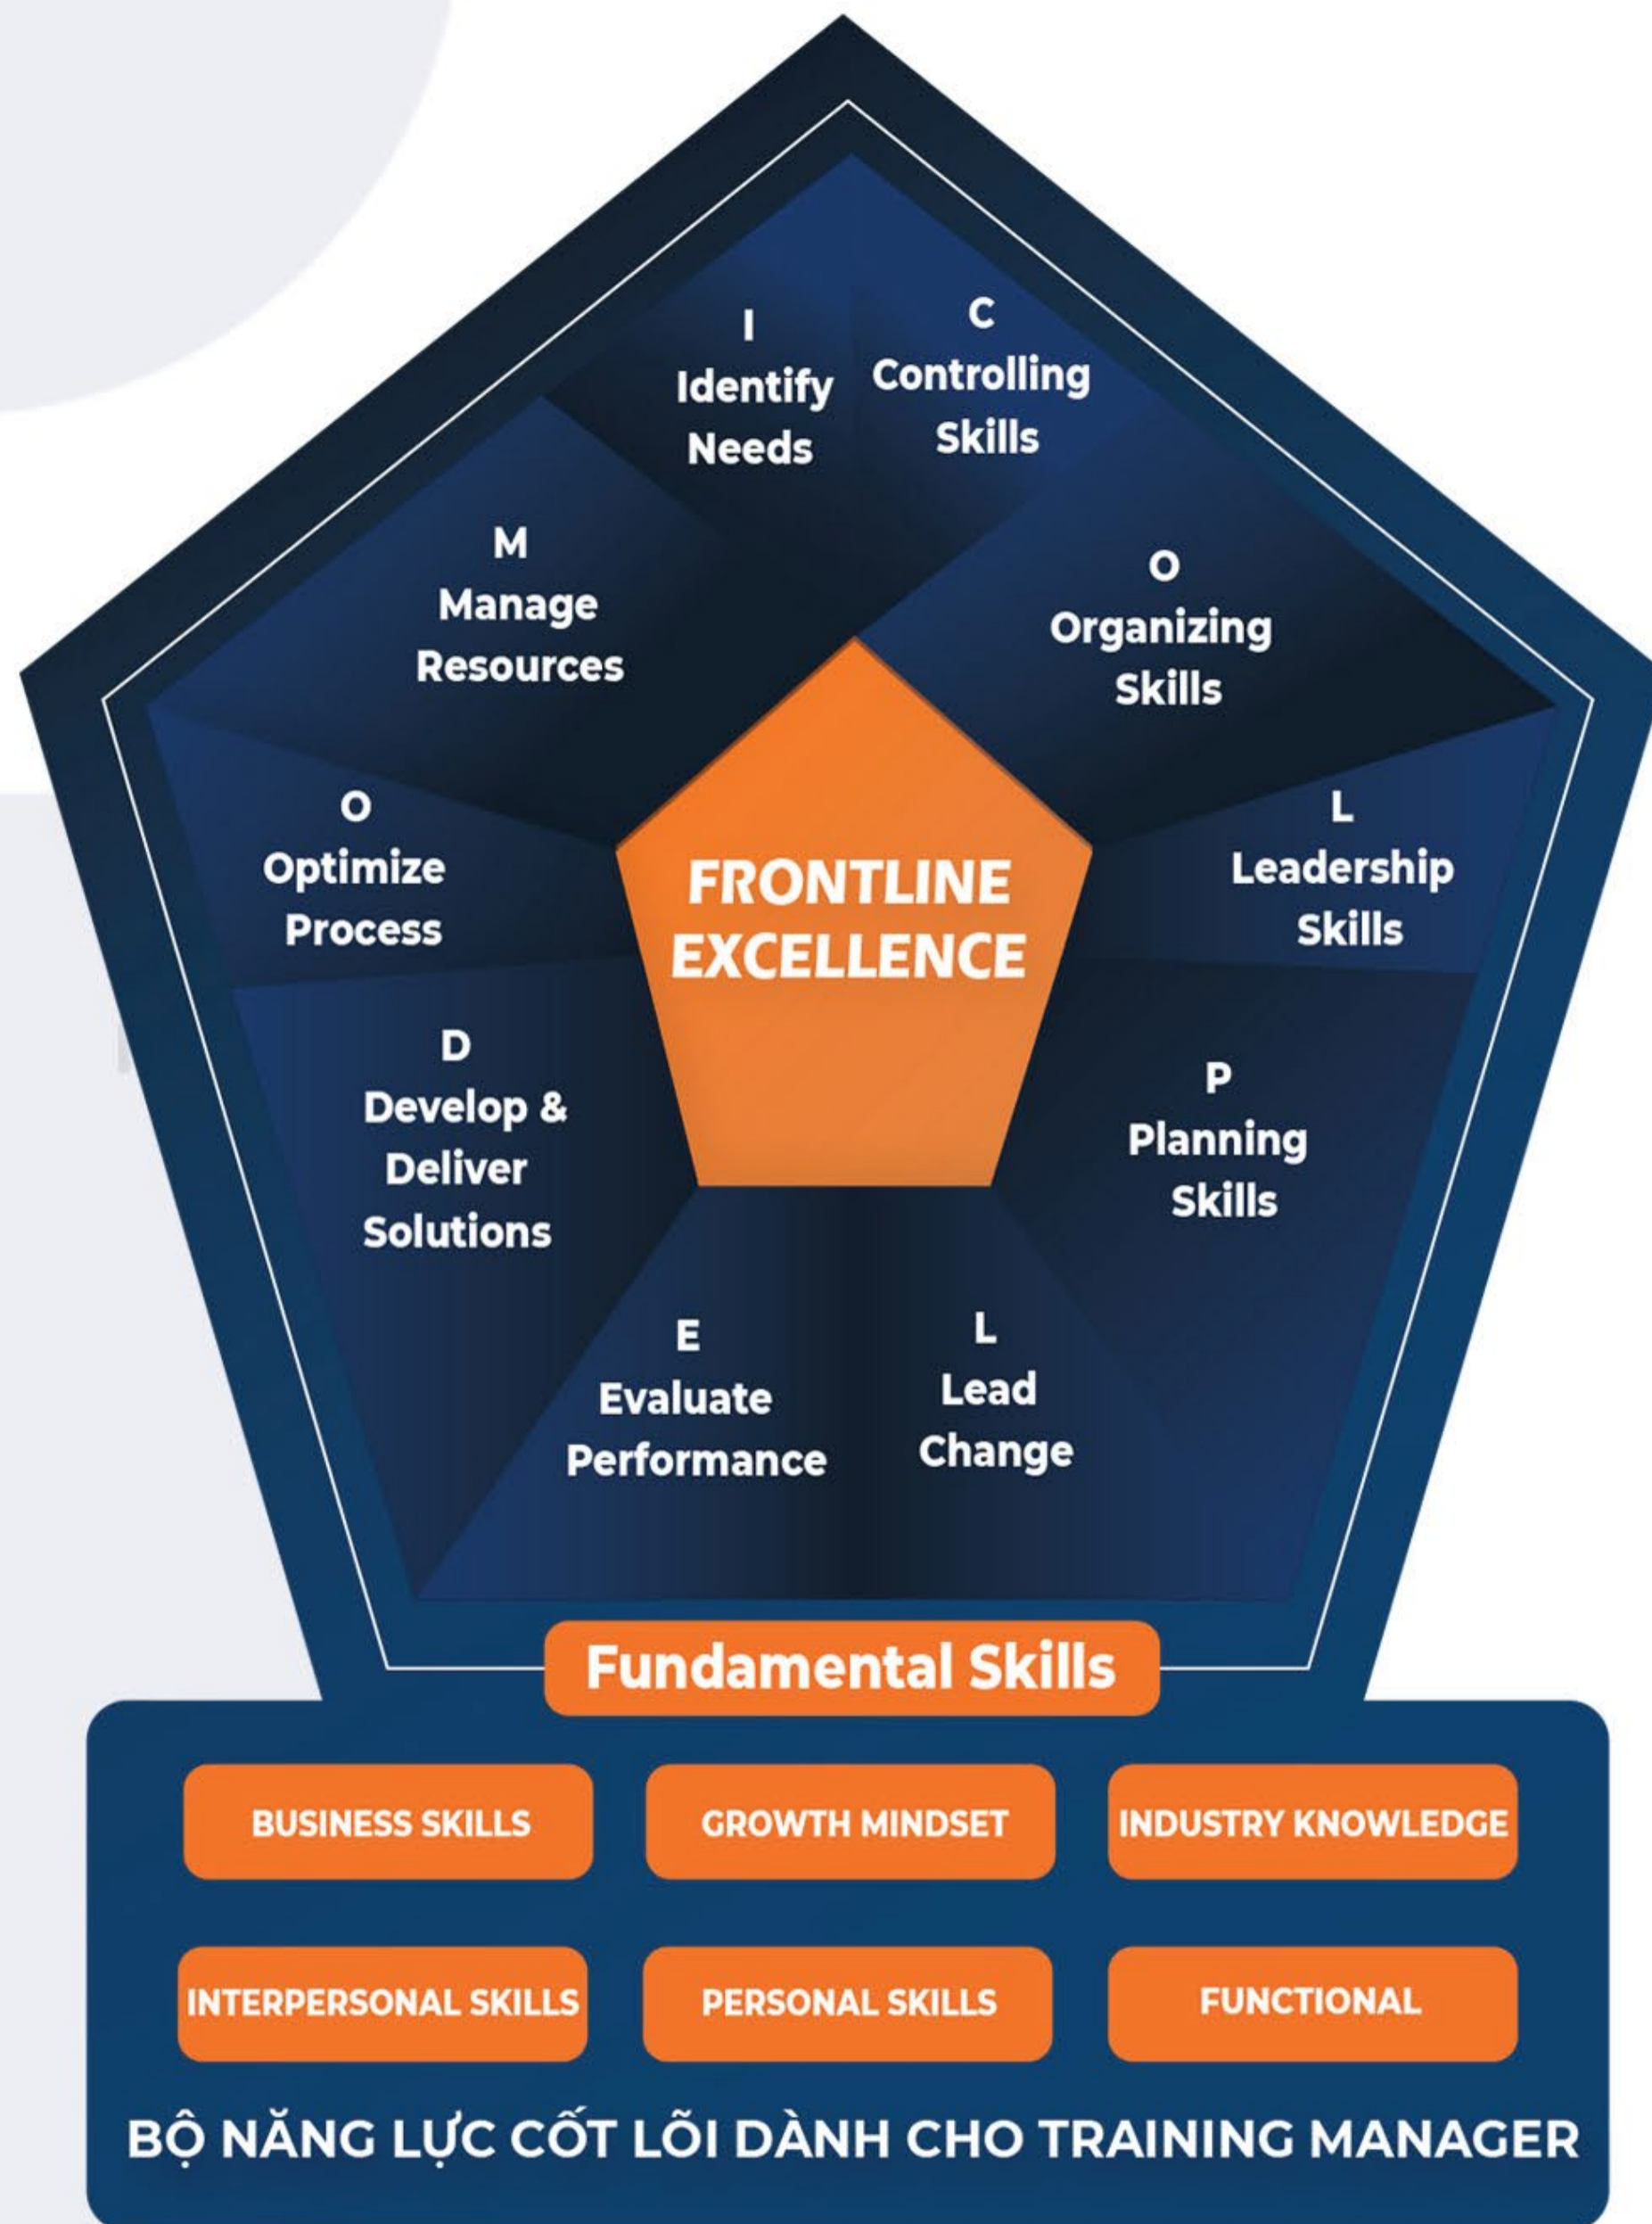 I
Identify
Needs
C
Controlling
Skills
M
Manage
Resources
O
Organizing
Skills
O
Optimize
Process
FRONTLINE
EXCELLENCE
L
Leadership
Skills
D
Develop &
Deliver
Solutions
P
Planning
Skills
E
Evaluate
Performance
L
Lead
Change
Fundamental Skills
BUSINESS SKILLS
GROWTH MINDSET
INDUSTRY KNOWLEDGE
INTERPERSONAL SKILLS
PERSONAL SKILLS
FUNCTIONAL
BỘ NĂNG LỰC CỐT LÕI DÀNH CHO TRAINING MANAGER